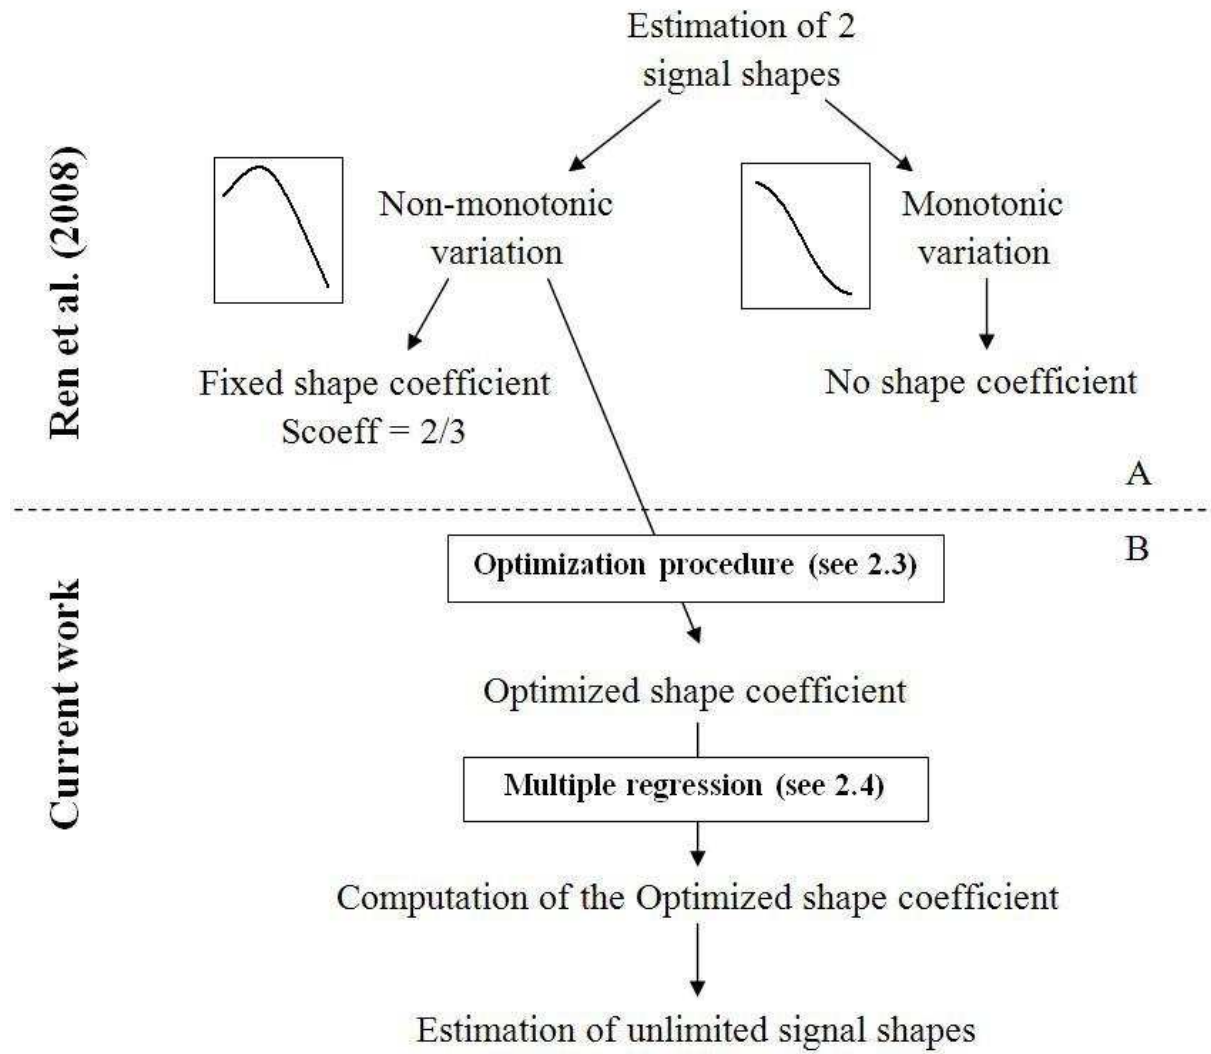 Estimation of 2
signal shapes
Ren et al. (2008)
Non-monotonic
variation
Monotonic
variation
Fixed shape coefficient
Scoeff = 2/3
No shape coefficient
A
B
Current work
Optimization procedure (see 2.3)
Optimized shape coefficient
Multiple regression (see 2.4)
Computation of the Optimized shape coefficient
Estimation of unlimited signal shapes